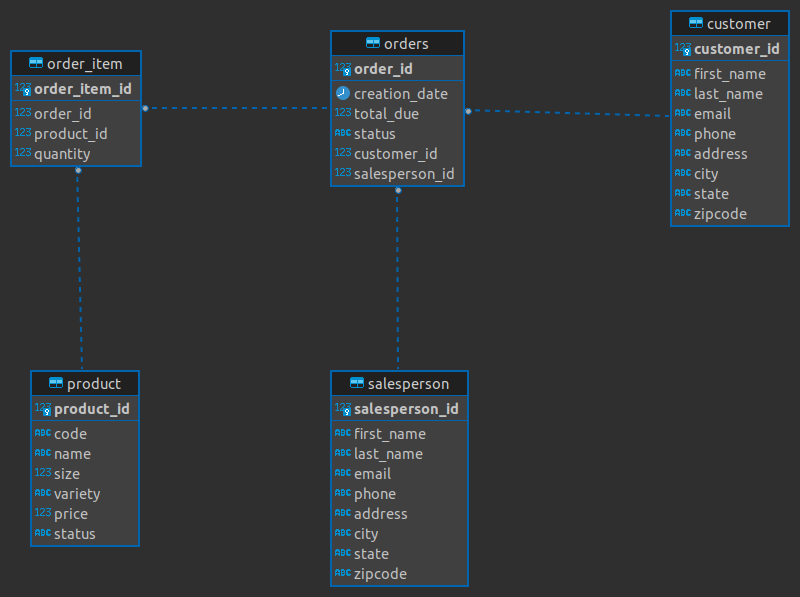 order_item
123 order_item_id
123 order_id
123 product_id
123 quantity
orders
123 order_id
creation_date
123 total_due
ABC status
123 customer_id
123 salesperson_id
customer
123 customer_id
ABC first_name
ABC last_name
ABC email
ABC phone
ABC address
ABC city
ABC state
ABC zipcode
product
123 product_id
ABC code
ABC name
123 size
ABC variety
123 price
ABC status
salesperson
123 salesperson_id
ABC first_name
ABC last_name
ABC email
ABC phone
ABC address
ABC city
ABC state
ABC zipcode